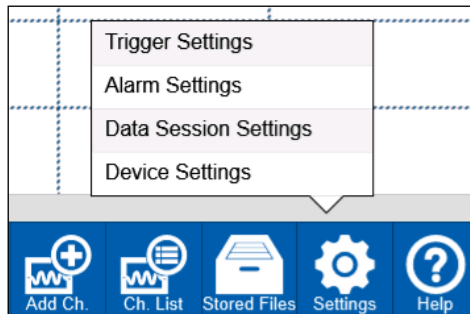 Trigger Settings
Alarm Settings
Data Session Settings
Device Settings
Add Ch.
Ch. List
Stored Files
Settings
Help